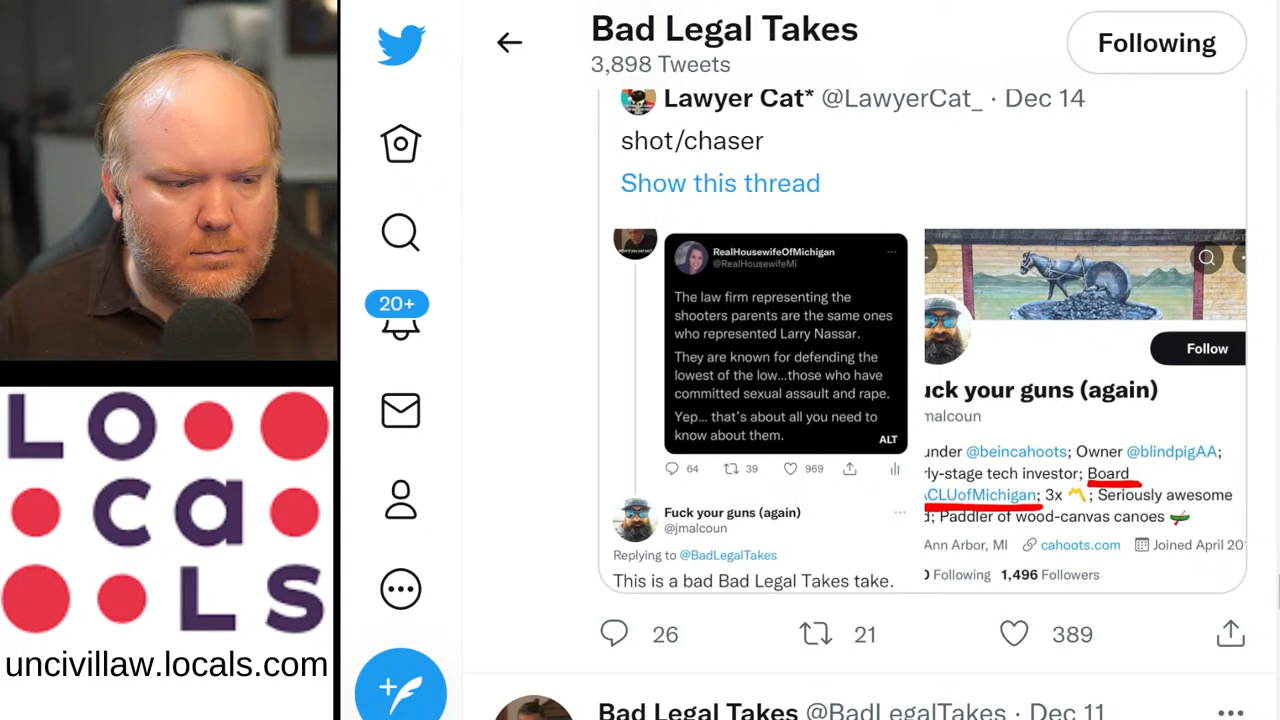 LO
ca
LS
uncivillaw.locals.com
20+
Bad Legal Takes
3,898 Tweets
Following
Lawyer Cat* @LawyerCat_ · Dec 14
shot/chaser
Show this thread
RealHousewifeOfMichigan
@RealHousewifeMi
The law firm representing the
shooters parents are the same ones
who represented Larry Nassar.
They are known for defending the
lowest of the low...those who have
committed sexual assault and rape.
Yep... that's about all you need to
know about them.
ALT
64 39 969
Fuck your guns (again)
@jmalcoun
Replying to @BadLegalTakes
This is a bad Bad Legal Takes take.
Follow
uck your guns (again)
malcoun
under @beincahoots; Owner @blindpigAA;
rly-stage tech investor; Board
ACLUofMichigan; 3x ; Seriously awesome
d; Paddler of wood-canvas canoes
Ann Arbor, MI cahoots.com Joined April 20
0 Following 1,496 Followers
26 21 389
Bad Legal Takes @BadLegalTakes · Dec 11